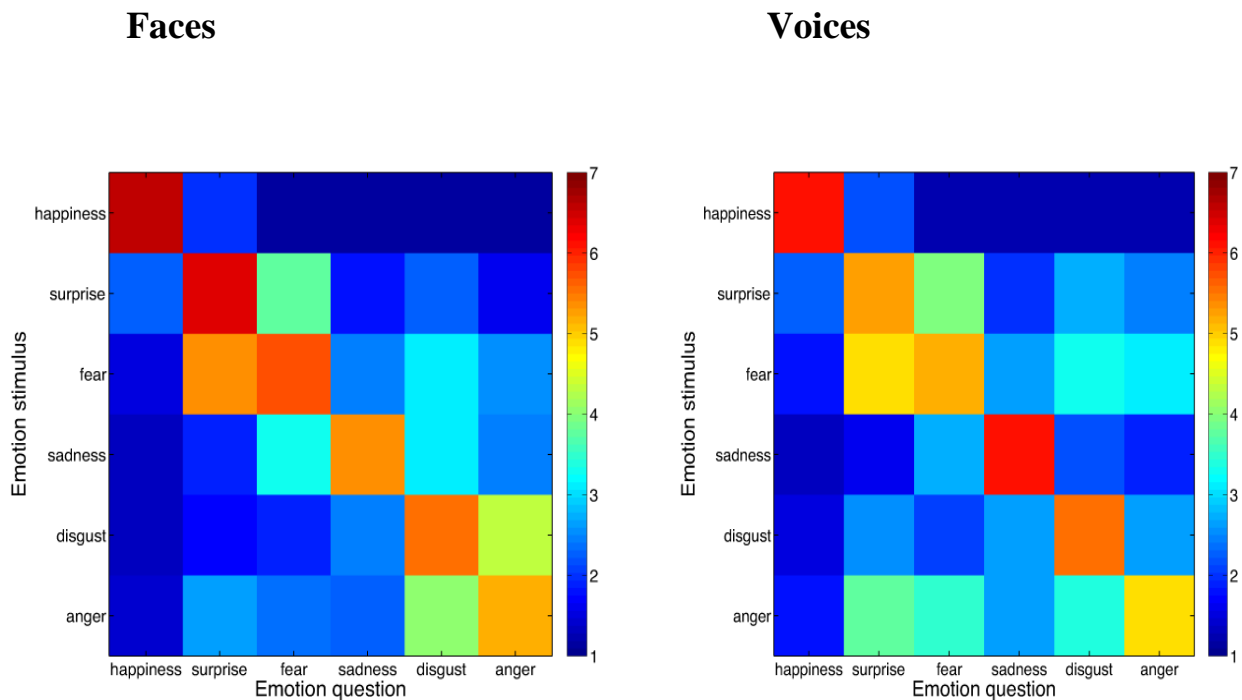 Faces
Voices
7
6
5
4
3
2
1
happiness
surprise
fear
sadness
disgust
anger
Emotion stimulus
happiness surprise fear sadness disgust anger
Emotion question
7
6
5
4
3
2
1
happiness
surprise
fear
sadness
disgust
anger
Emotion stimulus
happiness surprise fear sadness disgust anger
Emotion question